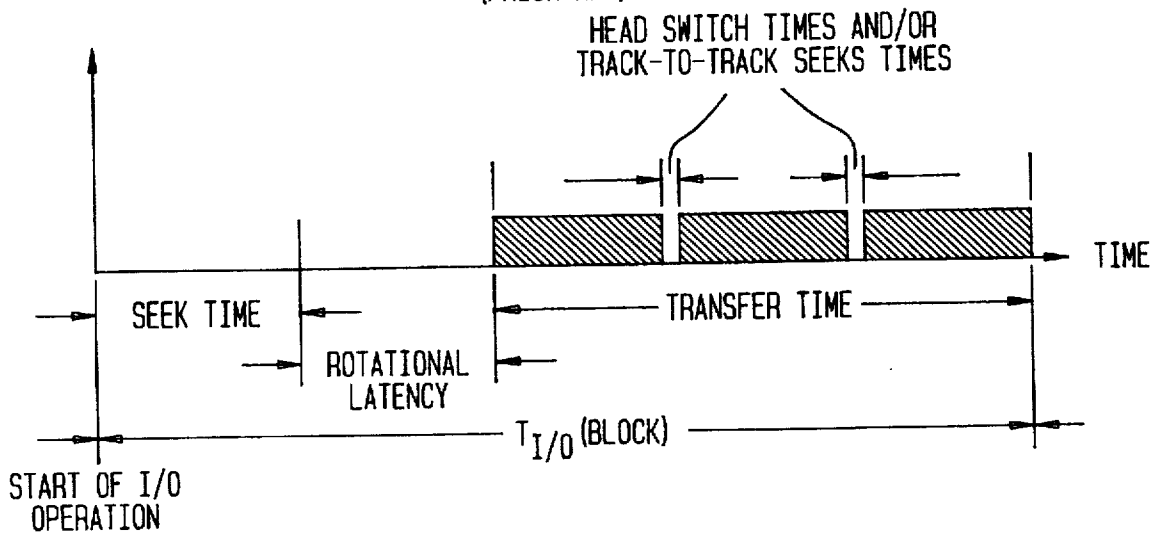 HEAD SWITCH TIMES AND/OR
TRACK-TO-TRACK SEEKS TIMES
TIME
SEEK TIME
TRANSFER TIME
ROTATIONAL
LATENCY
TI/O (BLOCK)
START OF I/O
OPERATION